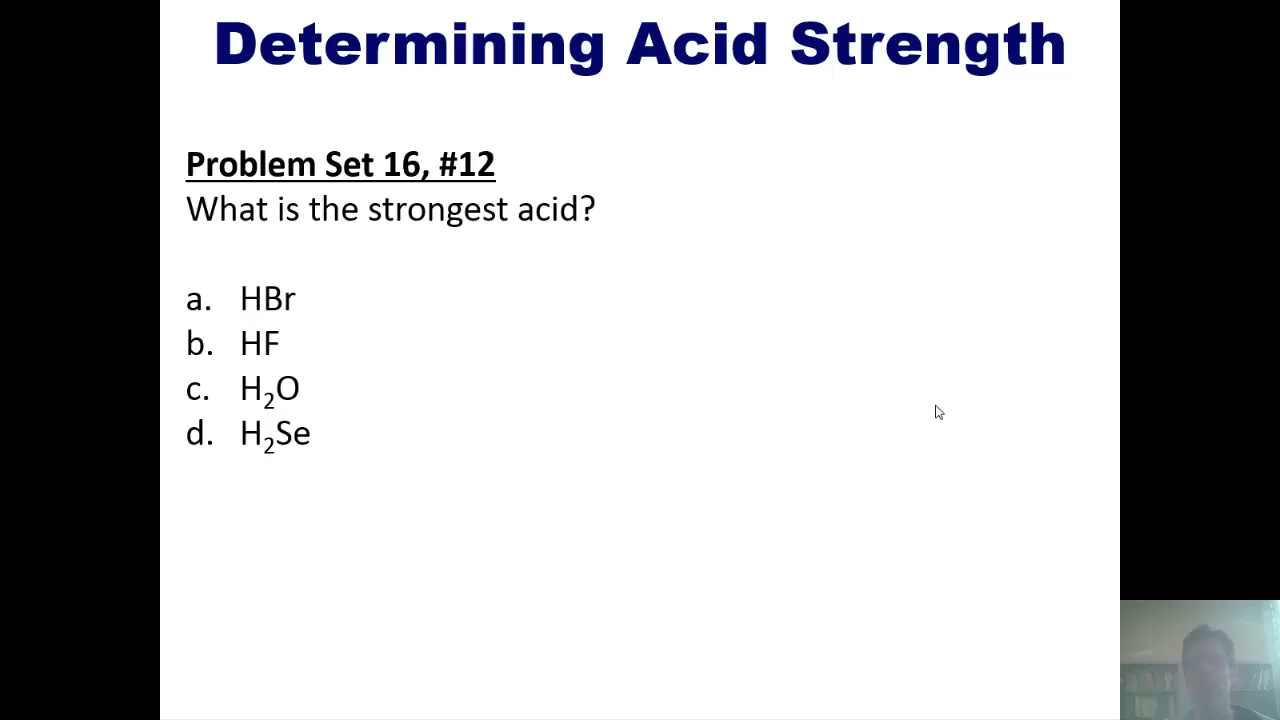 Determining Acid Strength
Problem Set 16, #12
What is the strongest acid?
a. HBr
b. HF
c. H₂O
d. H₂Se